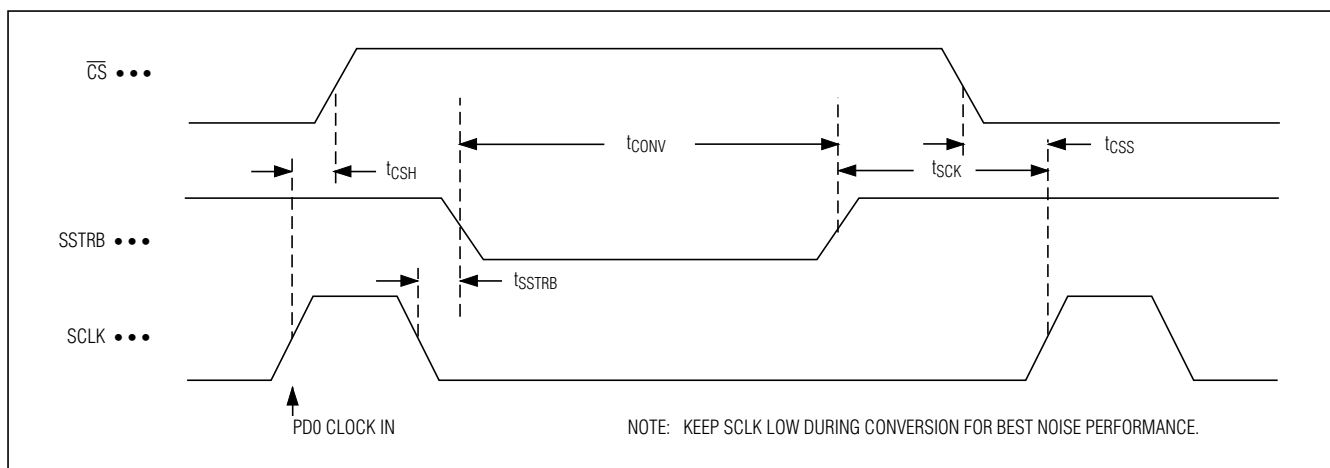 CS •••
tCONV
tCSS
tCSH
tSCK
SSTRB •••
tSSTRB
SCLK •••
PD0 CLOCK IN
NOTE: KEEP SCLK LOW DURING CONVERSION FOR BEST NOISE PERFORMANCE.